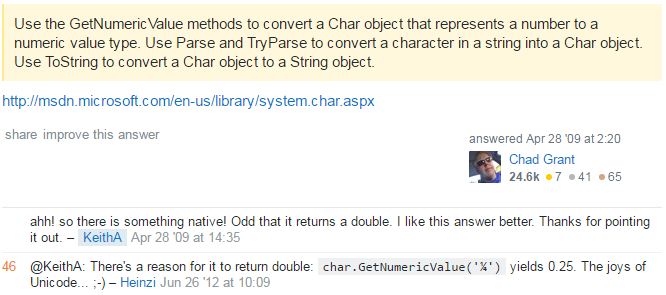 Use the GetNumericValue methods to convert a Char object that represents a number to a
numeric value type. Use Parse and TryParse to convert a character in a string into a Char object.
Use ToString to convert a Char object to a String object.
http://msdn.microsoft.com/en-us/library/system.char.aspx
share improve this answer
answered Apr 28 '09 at 2:20
Chad Grant
24.6k ●7 ●41 ●65
ahh! so there is something native! Odd that it returns a double. I like this answer better. Thanks for pointing
it out. – KeithA Apr 28 '09 at 14:35
46 @KeithA: There's a reason for it to return double: char.GetNumericValue('¼') yields 0.25. The joys of
Unicode... ;-) – Heinzi Jun 26 '12 at 10:09